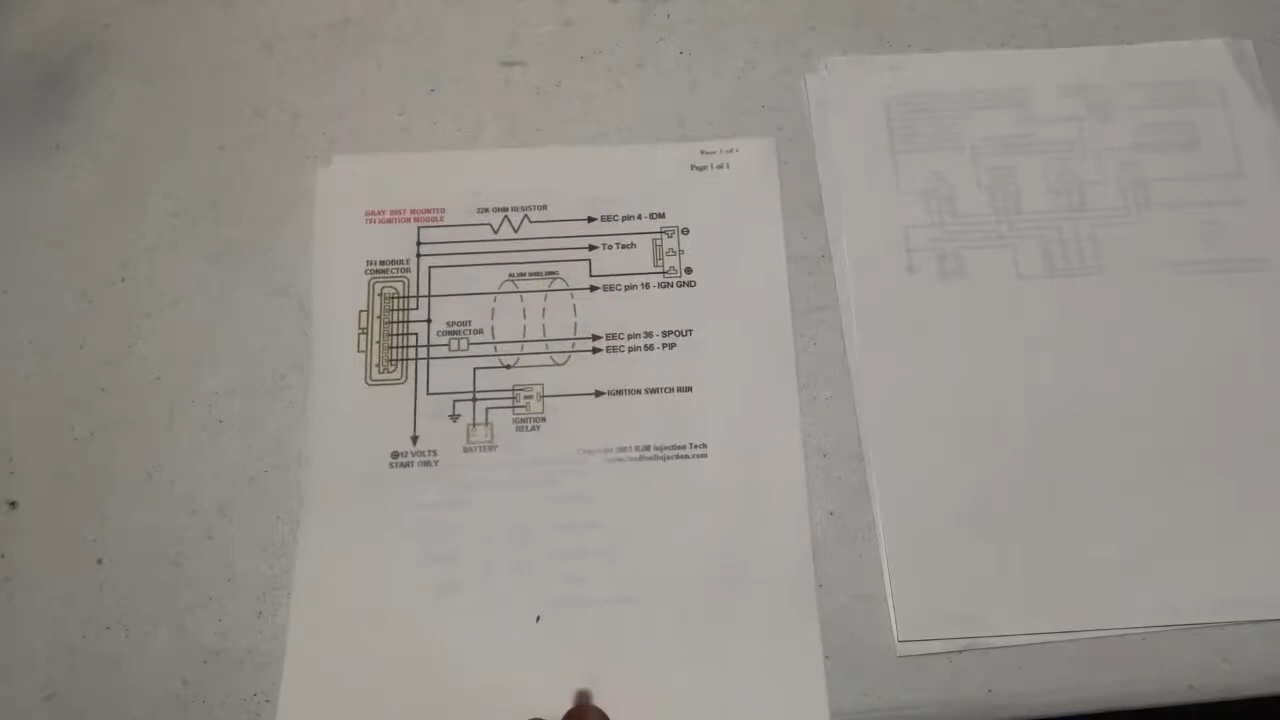 Page 1 of 1
GRAY DIST MOUNTED
TFI IGNITION MODULE
22K OHM RESISTOR
EEC pin 4 - IDM
To Tach
TFI MODULE
CONNECTOR
ALUM SHIELDING
EEC pin 16 - IGN GND
SPOUT
CONNECTOR
EEC pin 36 - SPOUT
EEC pin 56 - PIP
IGNITION SWITCH RUN
IGNITION
RELAY
BATTERY
12 VOLTS
START ONLY
Injection Tech